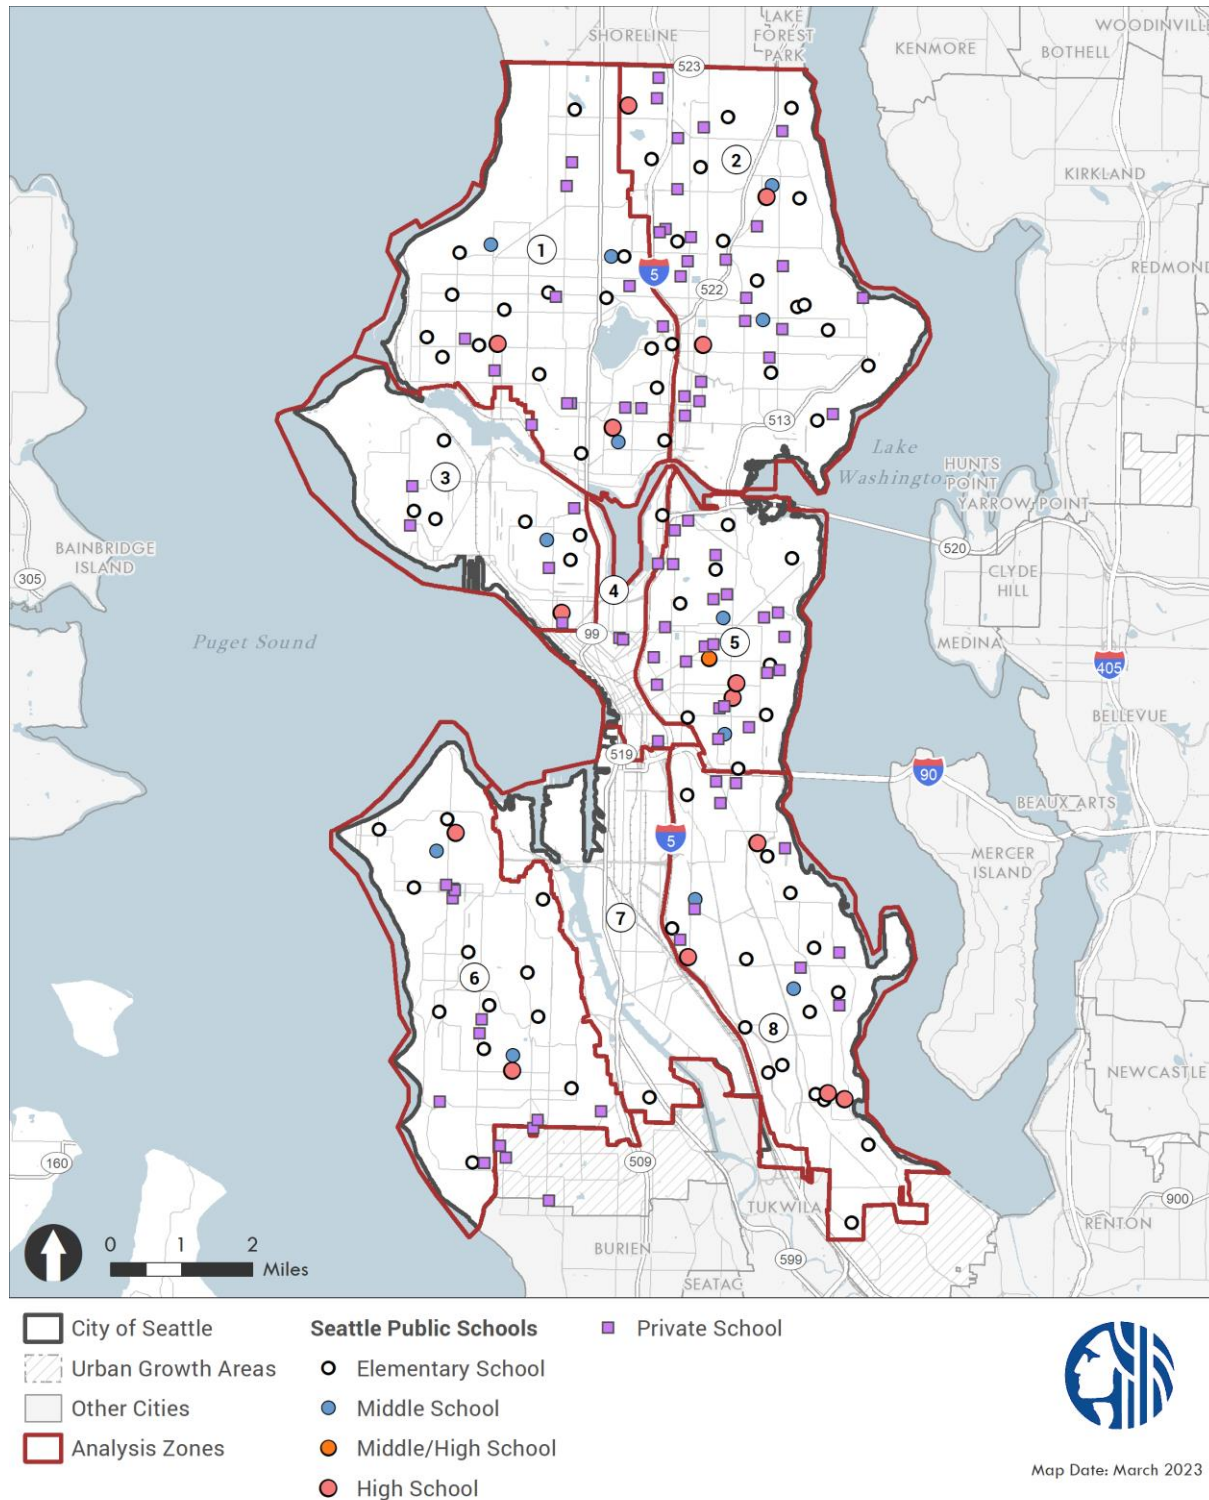 SHORELINE
LAKE
FOREST
PARK
WOODINVILLE
KENMORE
BOTHELL
523
2
KIRKLAND
1
5
REDMOND
522
513
Lake
Washington
HUNTS
POINT
YARROW POINT
3
BAINBRIDGE
ISLAND
305
520
CLYDE
HILL
4
Puget Sound
99
5
MEDINA
405
BELLEVUE
519
90
BEAUX ARTS
5
MERCER
ISLAND
7
6
8
NEWCASTLE
160
509
TUKWILA
900
RENTON
BURIEN
599
SEATAC
0 1 2
Miles
City of Seattle
Urban Growth Areas
Other Cities
Analysis Zones
Seattle Public Schools
Elementary School
Middle School
Middle/High School
High School
Private School
Map Date: March 2023